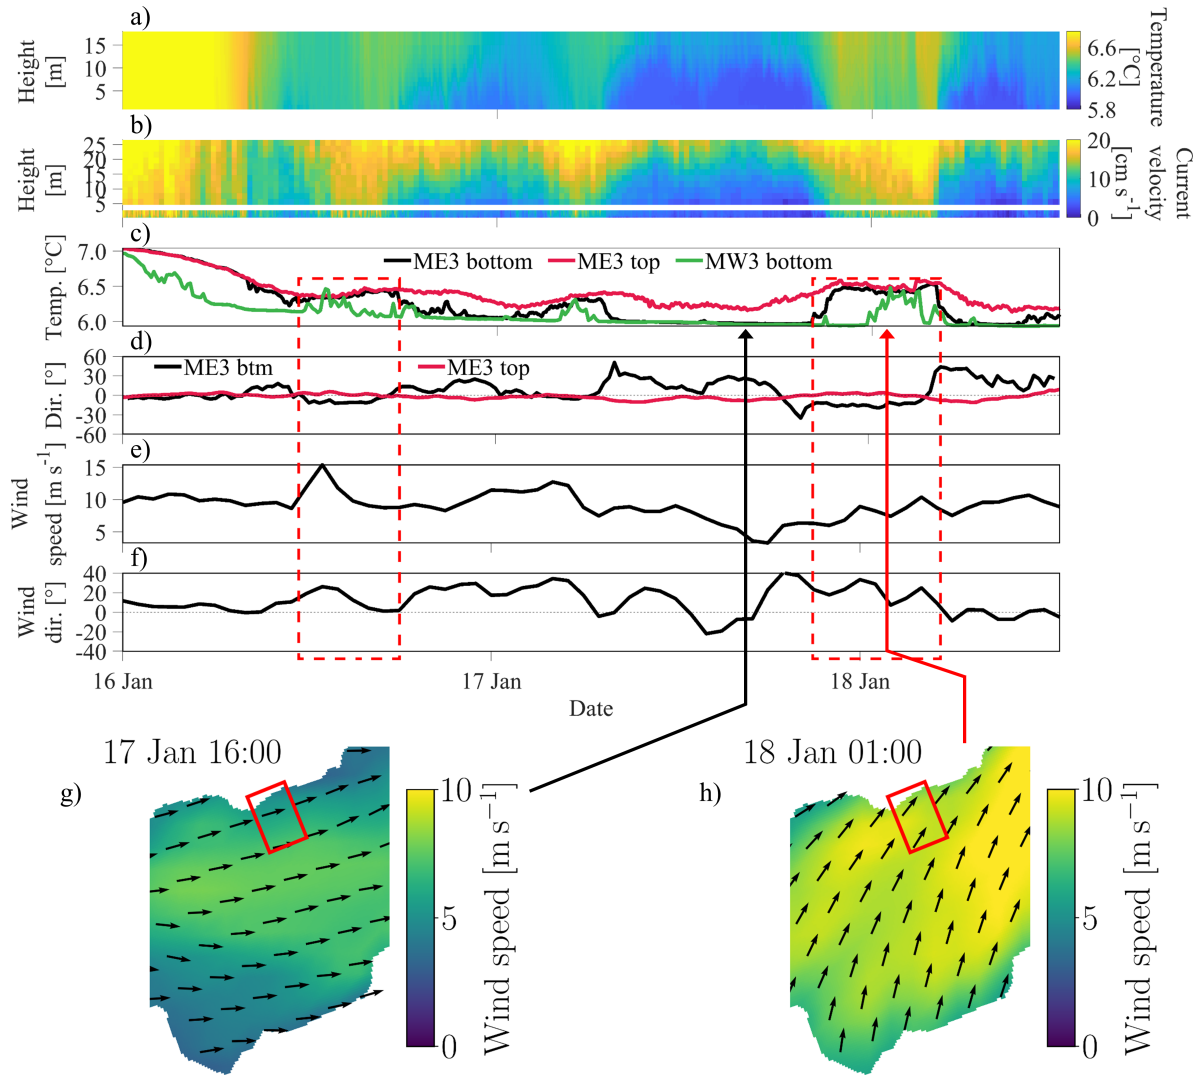 a)
Height
[m]
15
10
5
6.6
6.2
5.8
Temperature
[°C]
b)
Height
[m]
25
20
15
10
5
20
10
0
Current
velocity
[cm s⁻¹]
c)
Temp. [°C]
7.0
6.5
6.0
ME3 bottom
ME3 top
MW3 bottom
d)
Dir. [°]
60
30
0
-30
-60
ME3 btm
ME3 top
e)
Wind
speed [m s⁻¹]
15
10
5
f)
Wind
dir. [°]
40
20
0
-20
-40
16 Jan
17 Jan
18 Jan
Date
17 Jan 16:00
g)
10
5
0
Wind speed [m s⁻¹]
18 Jan 01:00
h)
10
5
0
Wind speed [m s⁻¹]